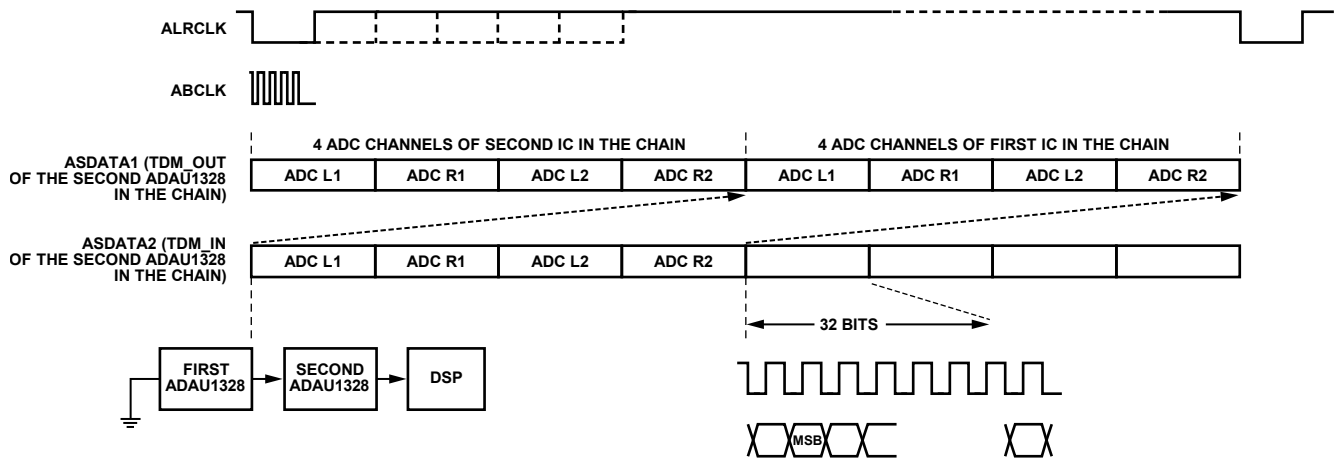 ALRCLK
ABCLK
4 ADC CHANNELS OF SECOND IC IN THE CHAIN
4 ADC CHANNELS OF FIRST IC IN THE CHAIN
ASDATA1 (TDM_OUT
OF THE SECOND ADAU1328
IN THE CHAIN)
ADC L1
ADC R1
ADC L2
ADC R2
ADC L1
ADC R1
ADC L2
ADC R2
ASDATA2 (TDM_IN
OF THE SECOND ADAU1328
IN THE CHAIN)
ADC L1
ADC R1
ADC L2
ADC R2
32 BITS
FIRST
ADAU1328
SECOND
ADAU1328
DSP
MSB